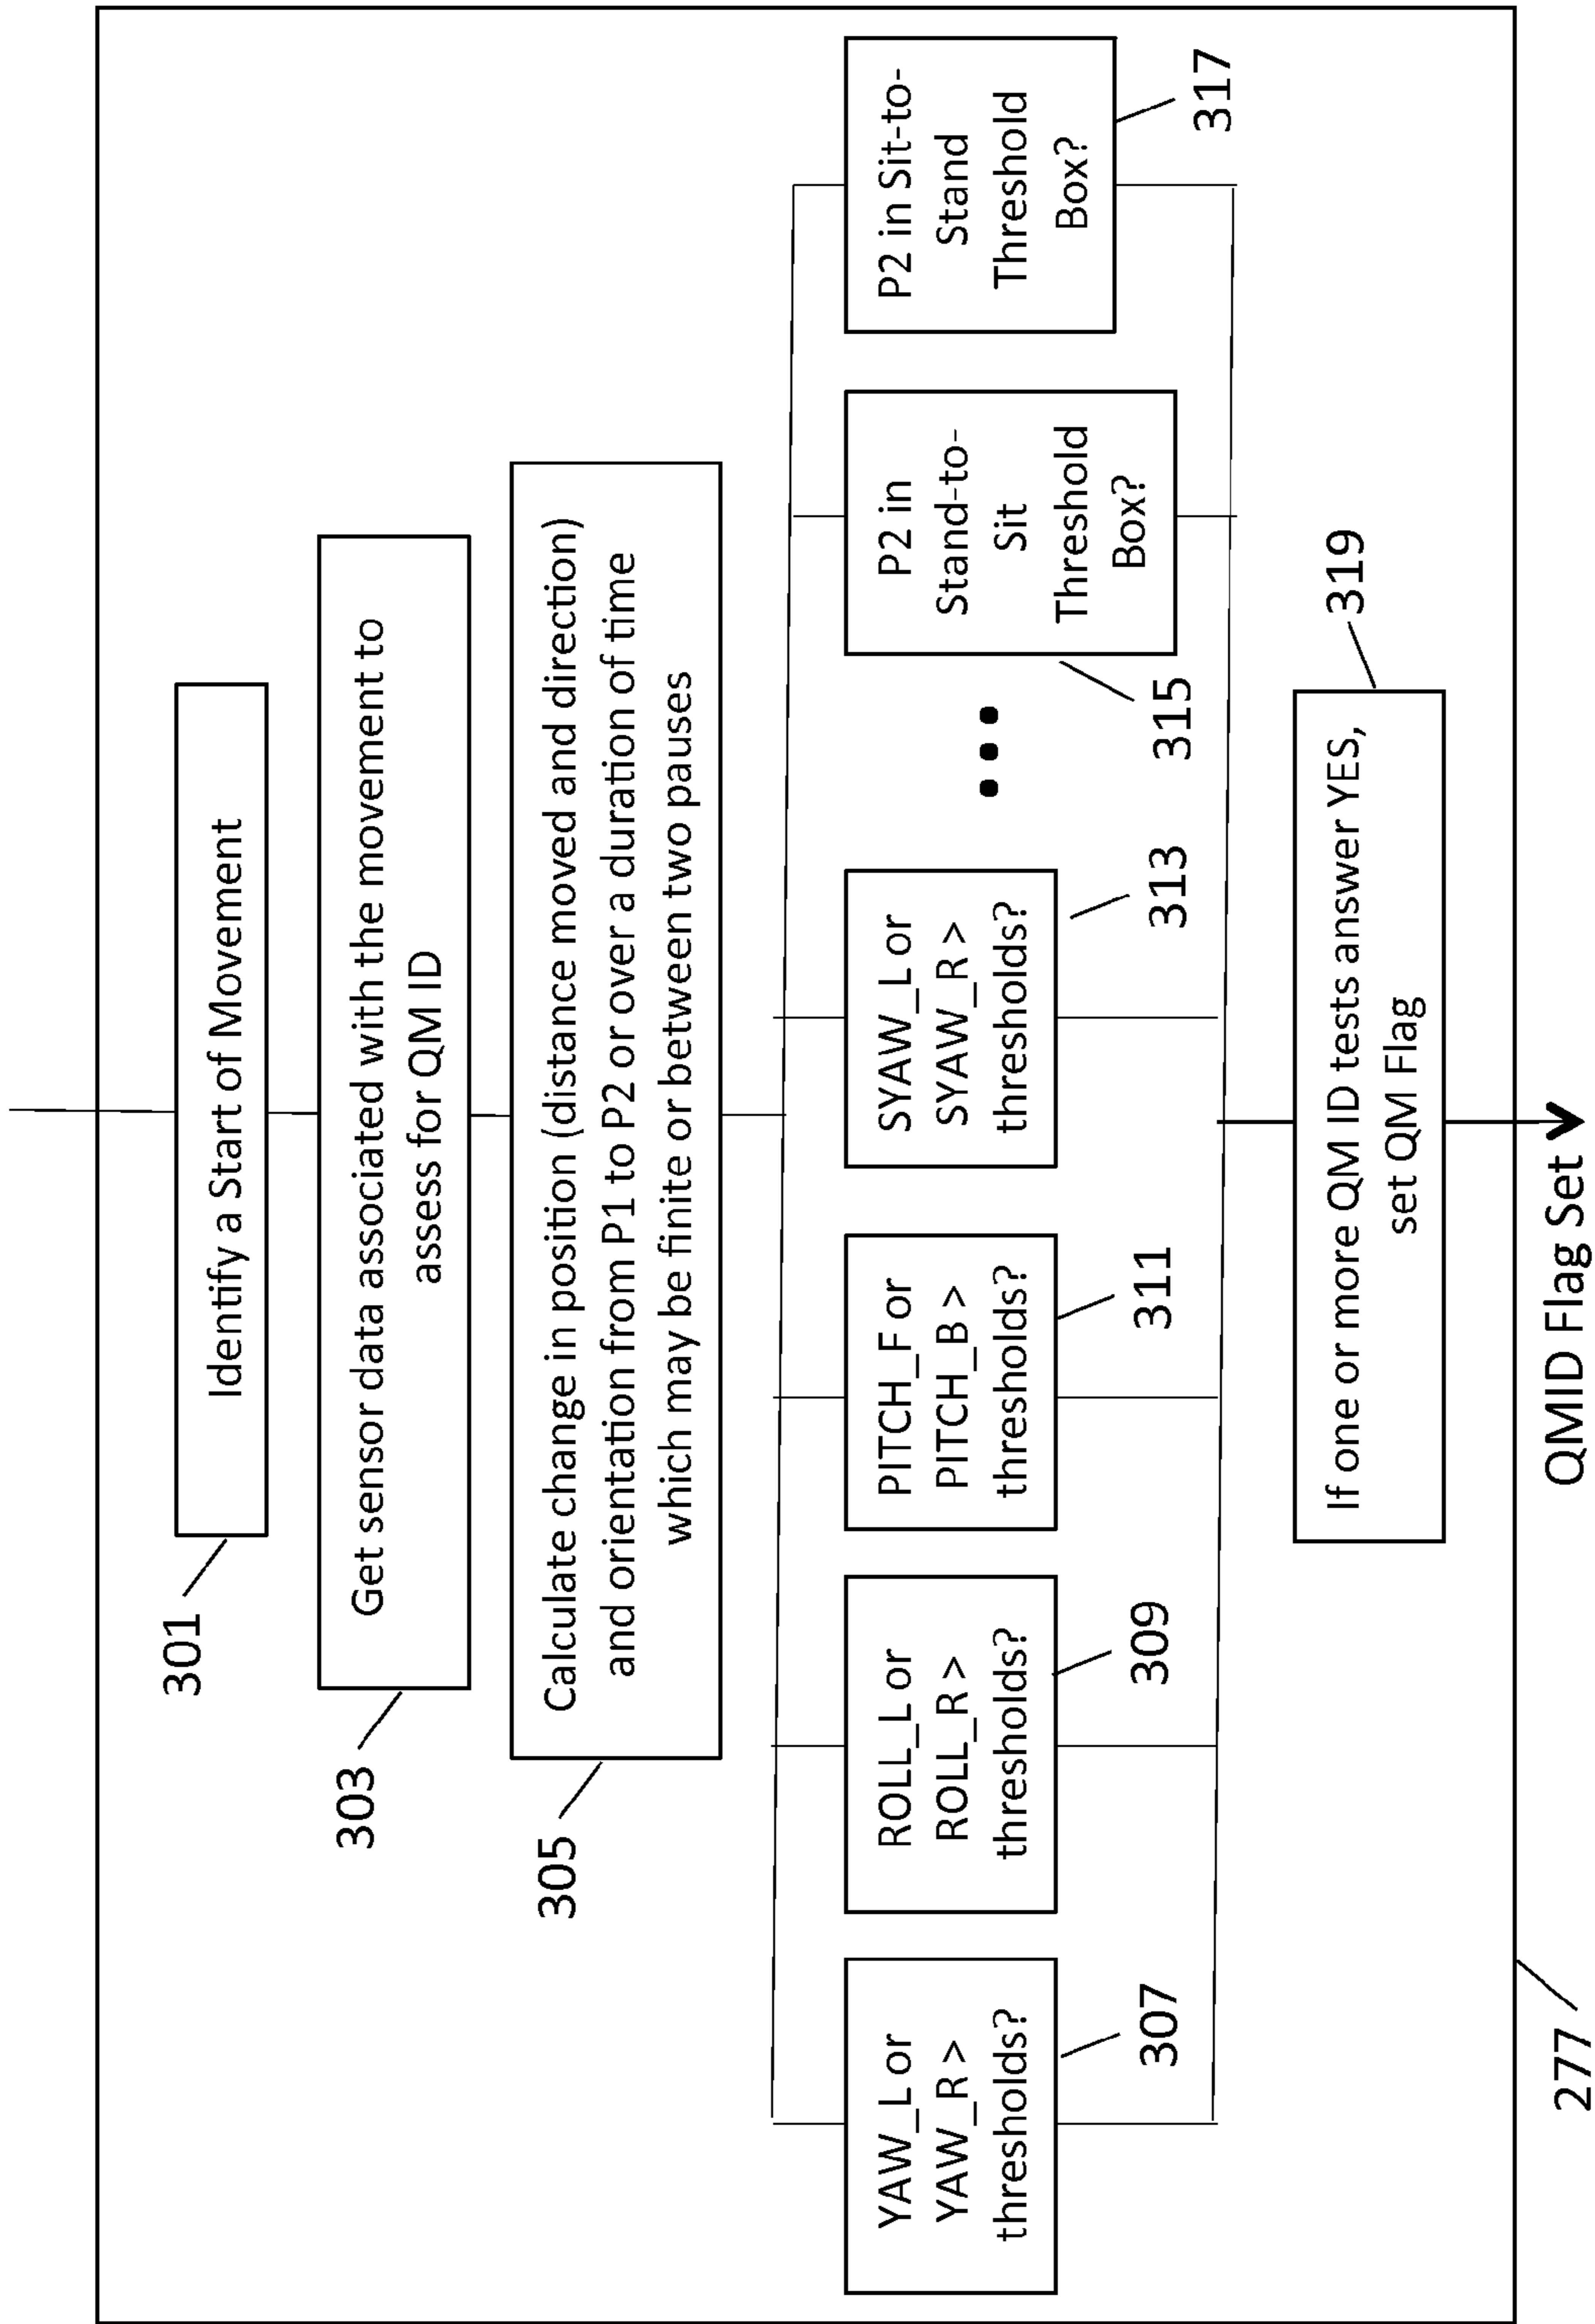 301
Identify a Start of Movement
303
Get sensor data associated with the movement to
assess for QM ID
305
Calculate change in position (distance moved and direction)
and orientation from P1 to P2 or over a duration of time
which may be finite or between two pauses
YAW_L or
YAW_R >
thresholds?
307
ROLL_L or
ROLL_R >
thresholds?
309
PITCH_F or
PITCH_B >
thresholds?
311
SYAW_L or
SYAW_R >
thresholds?
313
•••
P2 in
Stand-to-
Sit
Threshold
Box?
315
P2 in Sit-to-
Stand
Threshold
Box?
317
If one or more QM ID tests answer YES,
set QM Flag
319
277
QMID Flag Set